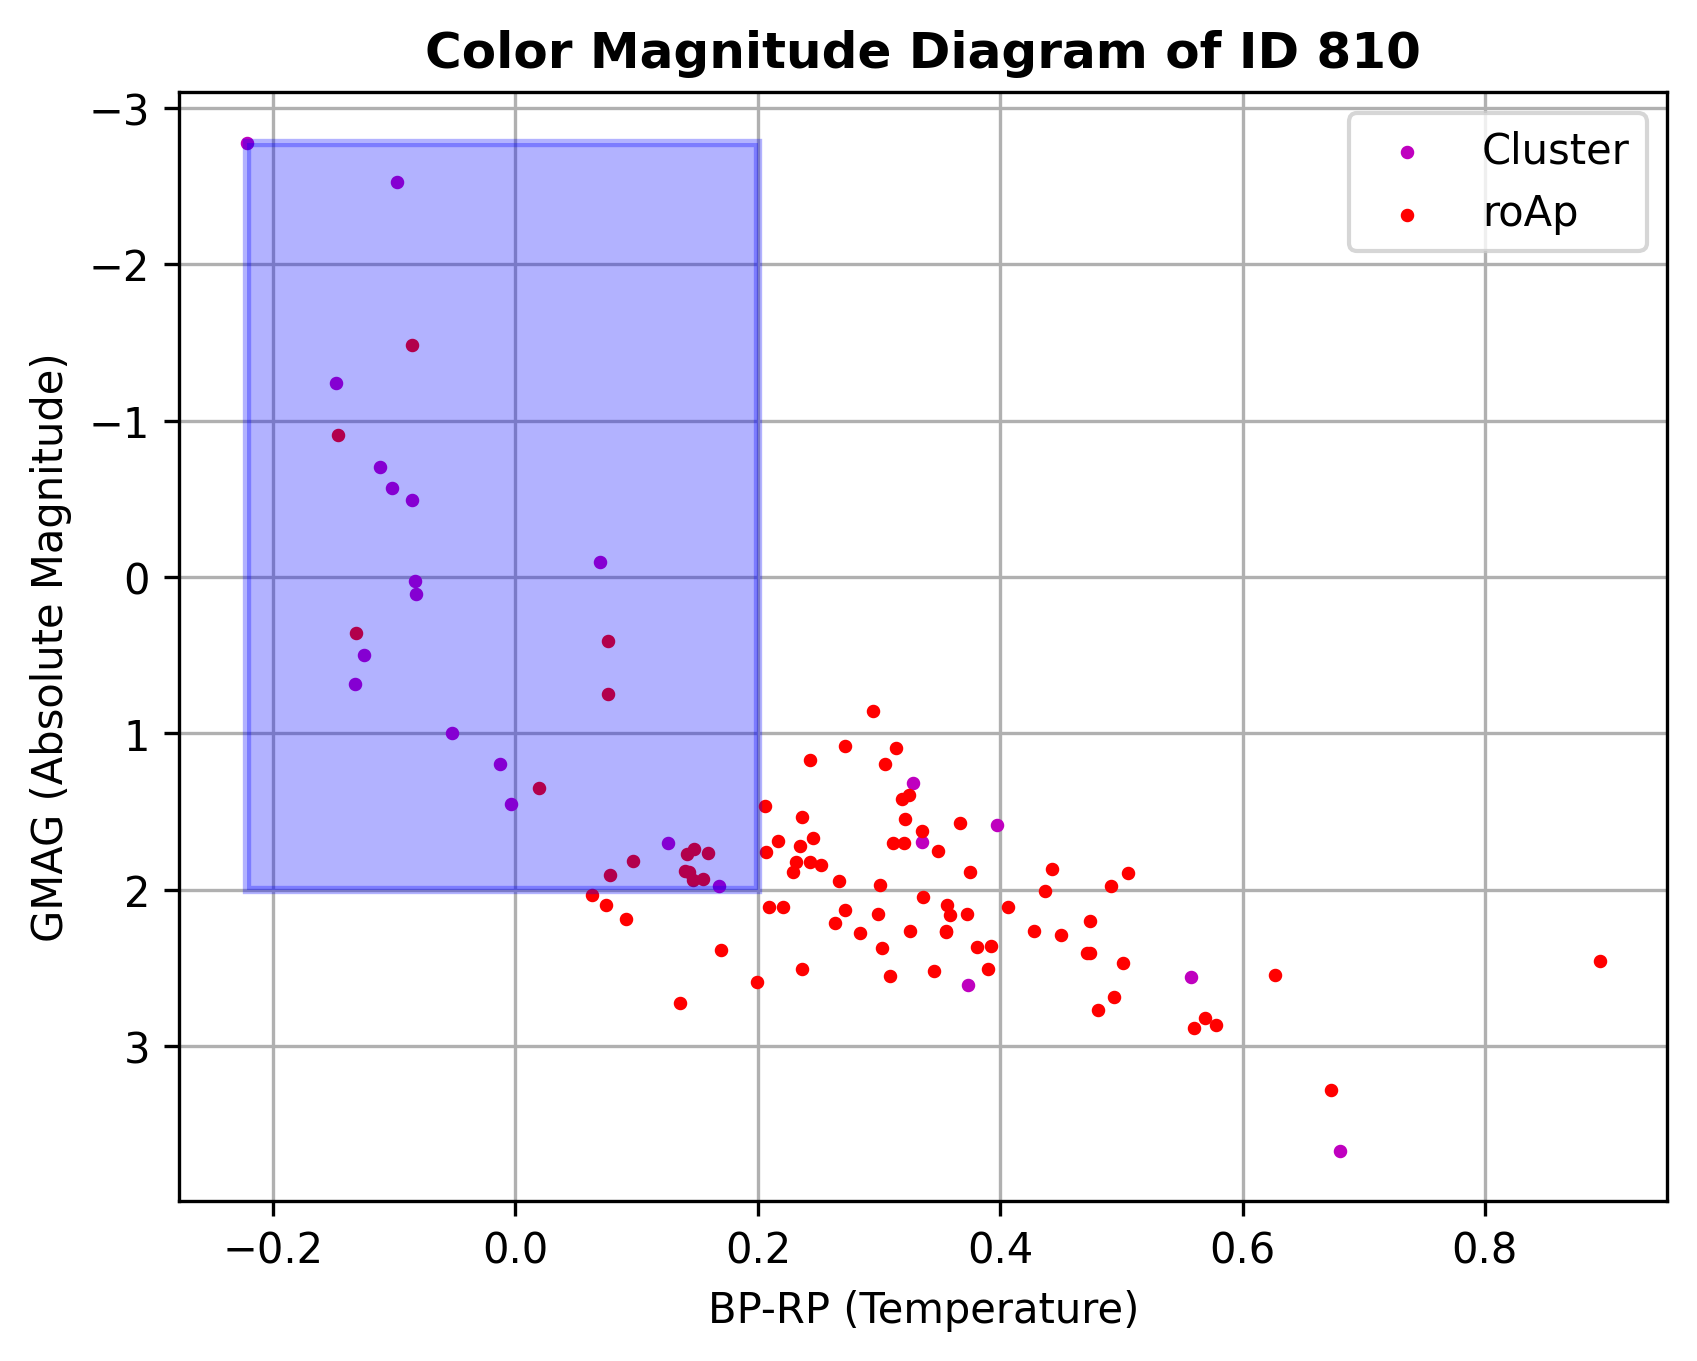 Color Magnitude Diagram of ID 810
Cluster
roAp
GMAG (Absolute Magnitude)
−3
−2
−1
0
1
2
3
−0.2 0.0 0.2 0.4 0.6 0.8
BP-RP (Temperature)